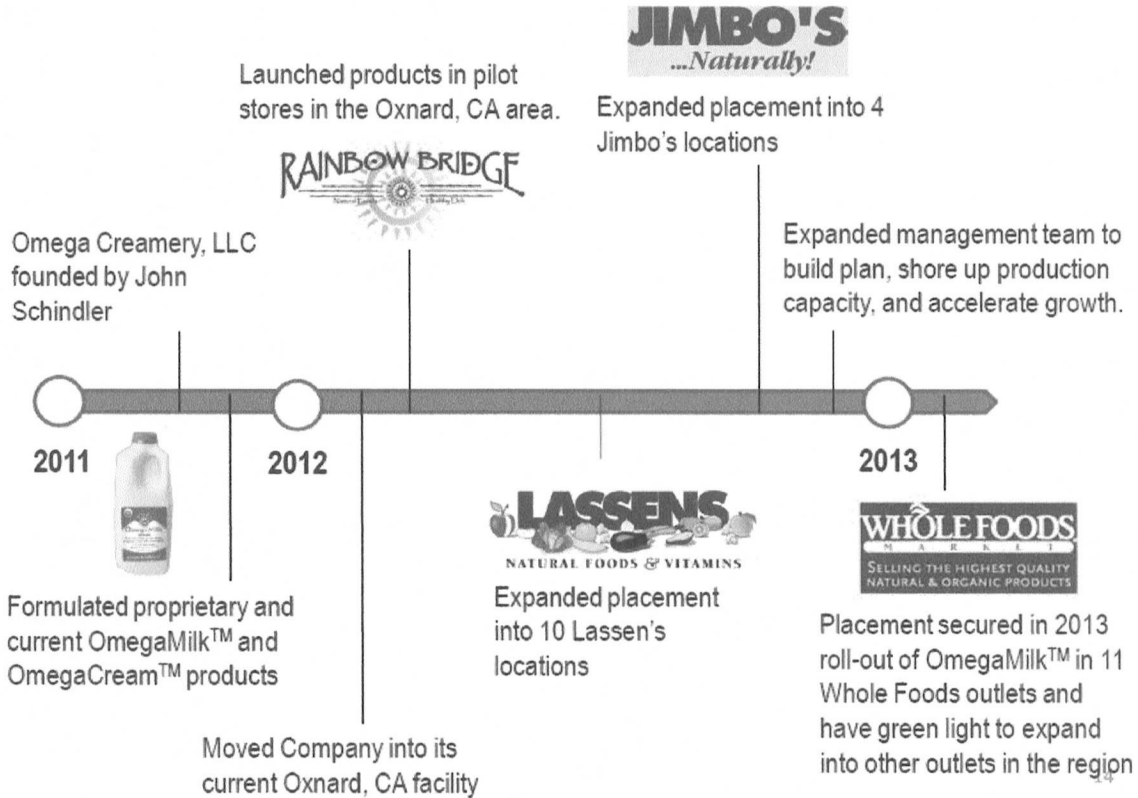 JIMBO'S
...Naturally!
Launched products in pilot
stores in the Oxnard, CA area.
Expanded placement into 4
Jimbo's locations
RAINBOW BRIDGE
Omega Creamery, LLC
founded by John
Schindler
Expanded management team to
build plan, shore up production
capacity, and accelerate growth.
2011
2012
2013
LASSENS
NATURAL FOODS & VITAMINS
WHOLE FOODS
MARKET
SELLING THE HIGHEST QUALITY
NATURAL & ORGANIC PRODUCTS
Formulated proprietary and
current OmegaMilk™ and
OmegaCream™ products
Expanded placement
into 10 Lassen's
locations
Placement secured in 2013
roll-out of OmegaMilk™ in 11
Whole Foods outlets and
have green light to expand
into other outlets in the region
Moved Company into its
current Oxnard, CA facility
14